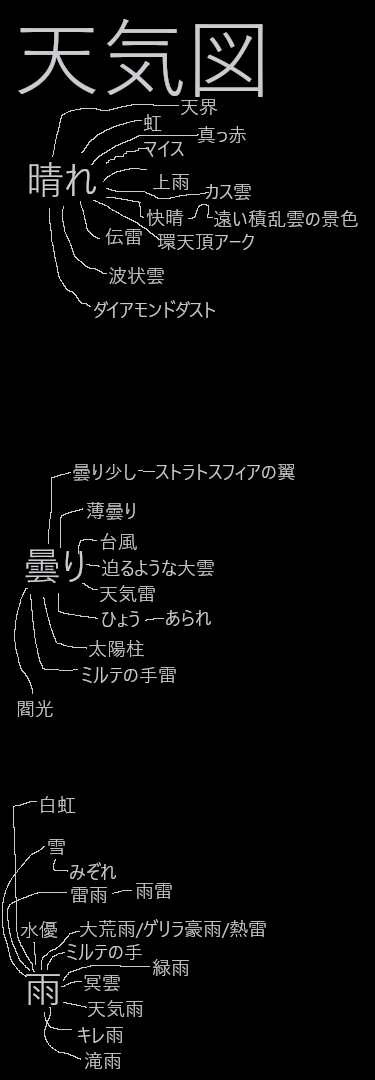 天気図
天界
虹
真っ赤
マイス
晴れ
上雨
カス雲
快晴
遠い積乱雲の景色
伝雷
環天頂アーク
波状雲
ダイアモンドダスト
曇り少し
ストラトスフィアの翼
薄曇り
台風
曇り
迫るような大雲
天気雷
ひょう
あられ
太陽柱
ミルテの手雷
閻光
白虹
雪
みぞれ
雷雨
雨雷
水優
大荒雨/ゲリラ豪雨/熱雷
ミルテの手
緑雨
雨
冥雲
天気雨
キレ雨
滝雨